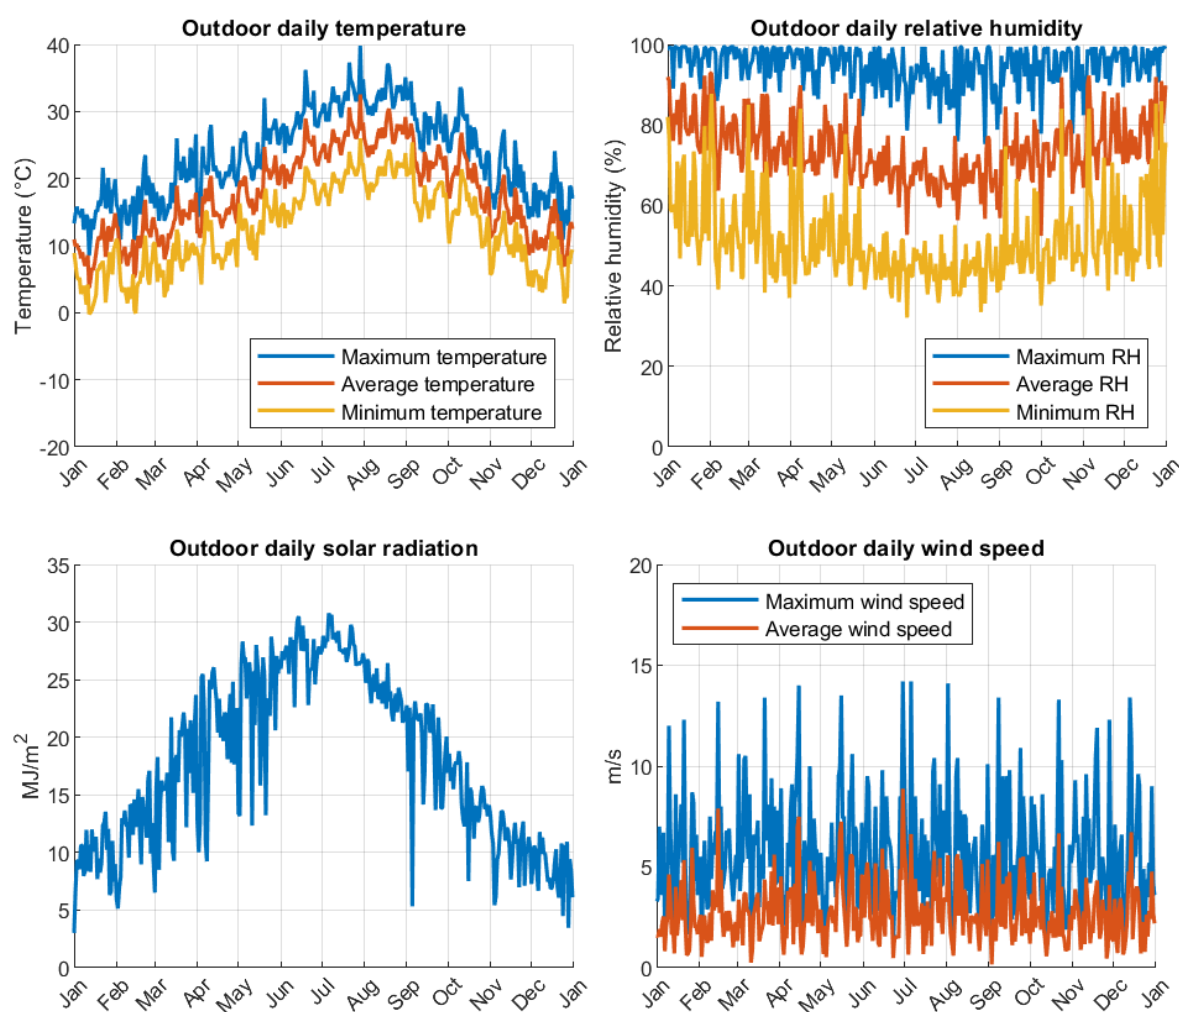 Outdoor daily temperature
40
30
20
10
0
-10
-20
Temperature (°C)
Maximum temperature
Average temperature
Minimum temperature
Jan Feb Mar Apr May Jun Jul Aug Sep Oct Nov Dec Jan
Outdoor daily relative humidity
100
80
60
40
20
0
Relative humidity (%)
Maximum RH
Average RH
Minimum RH
Jan Feb Mar Apr May Jun Jul Aug Sep Oct Nov Dec Jan
Outdoor daily solar radiation
35
30
25
20
15
10
5
0
MJ/m²
Jan Feb Mar Apr May Jun Jul Aug Sep Oct Nov Dec Jan
Outdoor daily wind speed
20
15
10
5
0
m/s
Maximum wind speed
Average wind speed
Jan Feb Mar Apr May Jun Jul Aug Sep Oct Nov Dec Jan